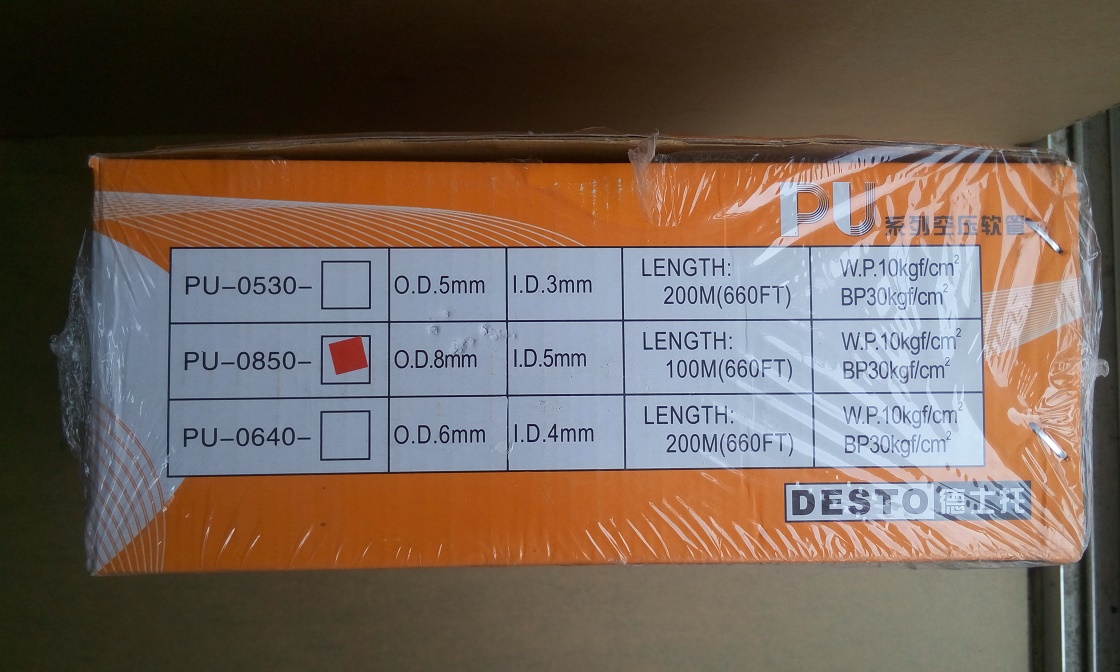 PU 系列空压软管
PU-0530-
O.D.5mm
I.D.3mm
LENGTH:
200M(660FT)
W.P.10kgf/cm²
BP30kgf/cm²
PU-0850-
O.D.8mm
I.D.5mm
LENGTH:
100M(660FT)
W.P.10kgf/cm²
BP30kgf/cm²
PU-0640-
O.D.6mm
I.D.4mm
LENGTH:
200M(660FT)
W.P.10kgf/cm²
BP30kgf/cm²
DESTO 德士托